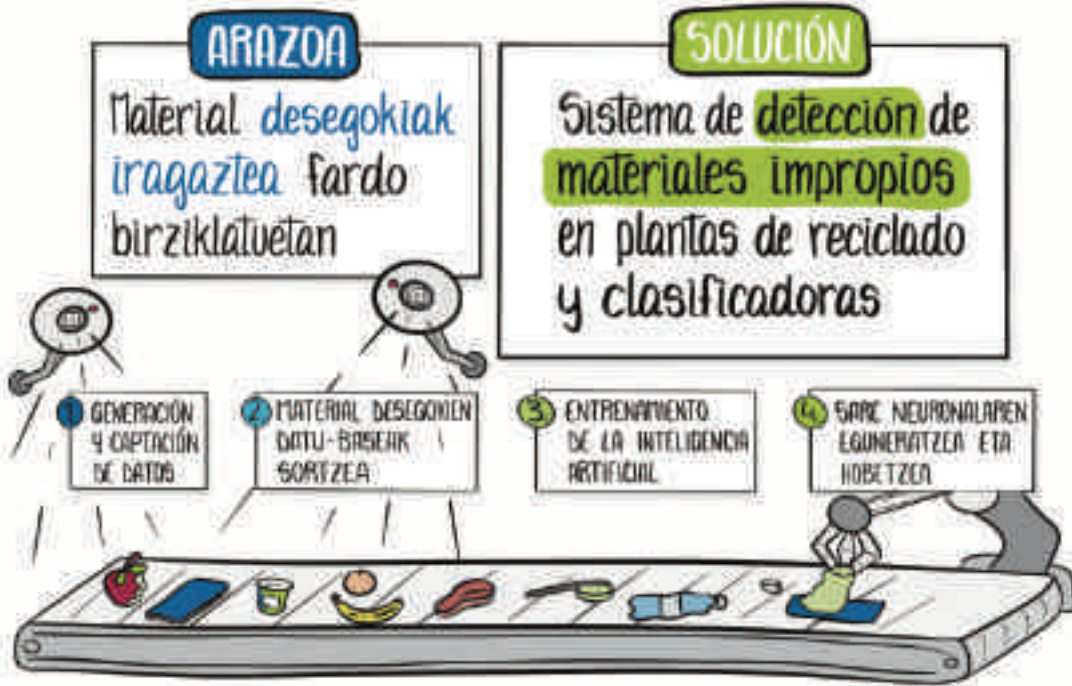 ARAZOA
Material desegokiak
iragaztea fardo
birziklatuetan
SOLUCIÓN
Sistema de detección de
materiales impropios
en plantas de reciclado
y clasificadoras
1 GENERACIÓN
Y CAPTACIÓN
DE DATOS
2 MATERIAL DESEGOKIEN
DATU-BASEAK
SORTZEA
3 ENTRENAMIENTO
DE LA INTELIGENCIA
ARTIFICIAL
4 SARE NEURONALAREN
EGUNERATZEA ETA
HOBETZEA